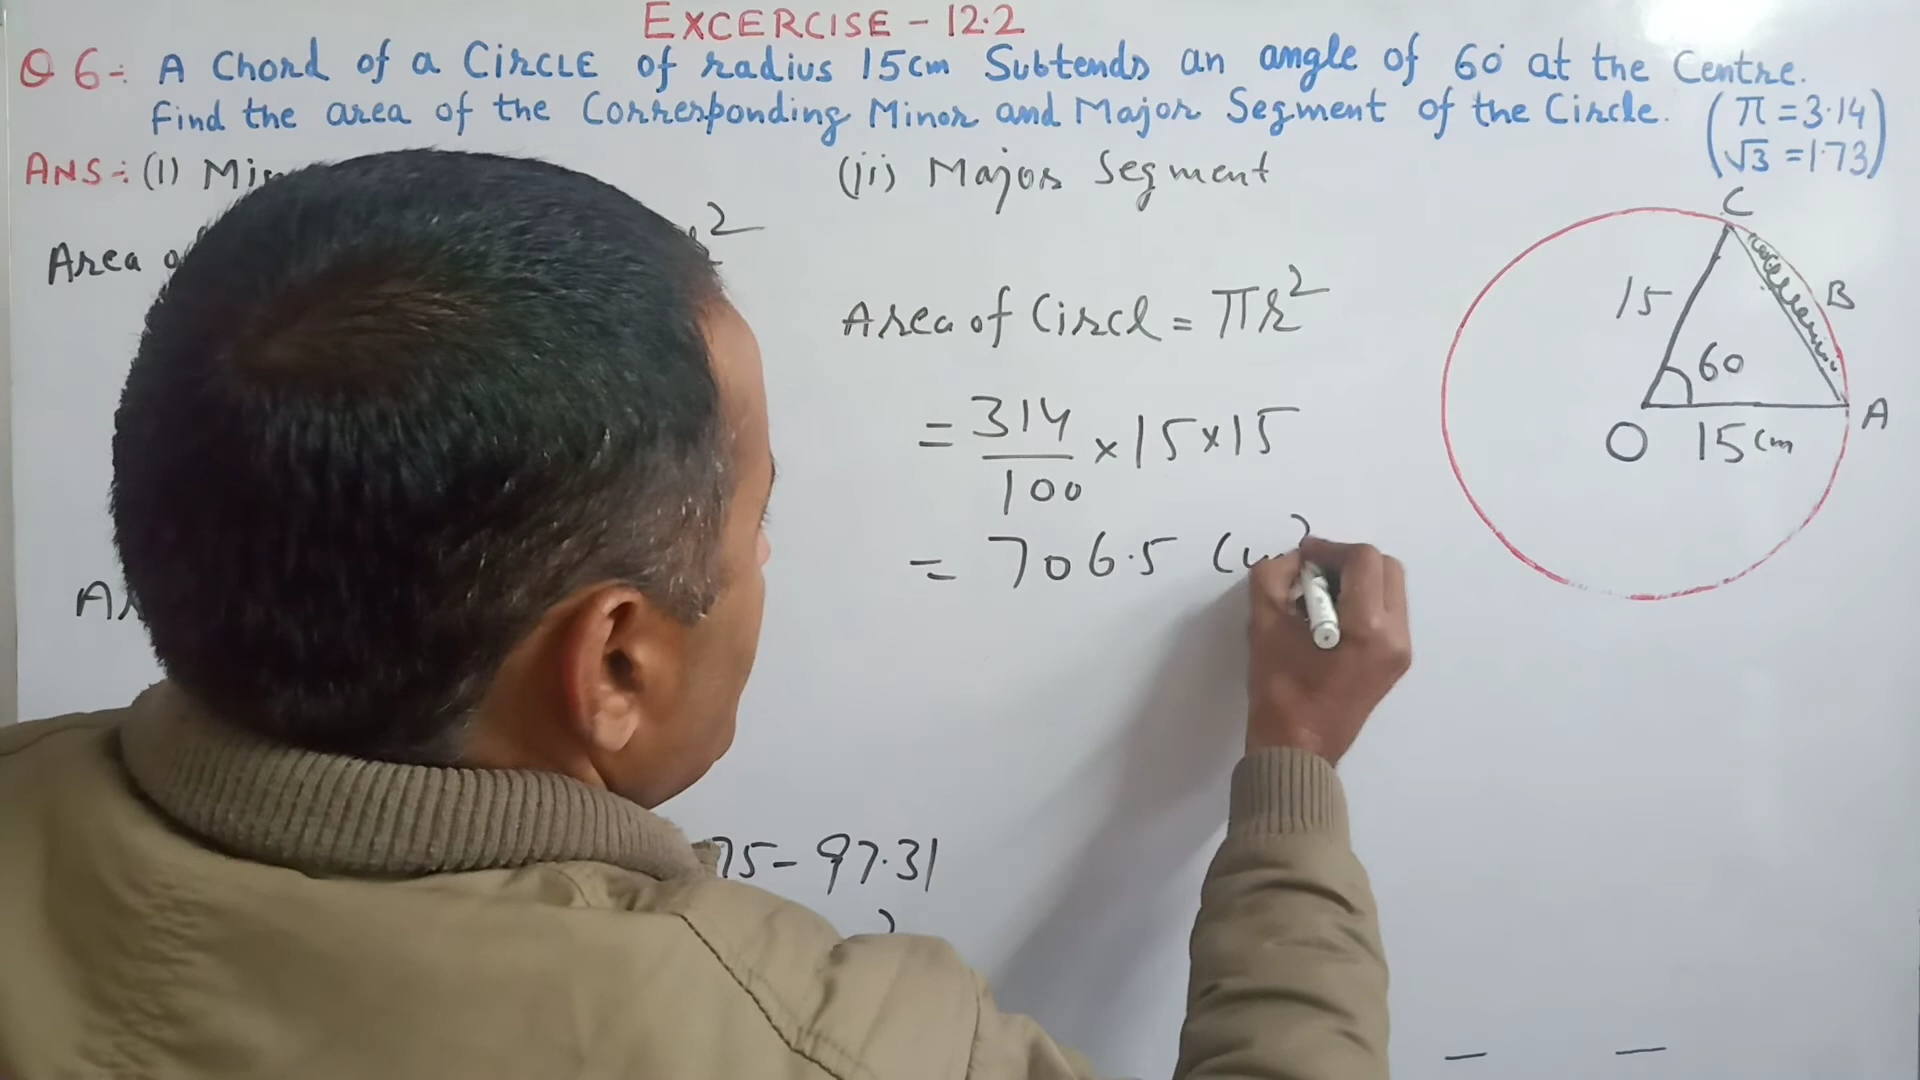 EXCERCISE - 12.2
Q 6-: A Chord of a CIRCLE of radius 15cm Subtends an angle of 60° at the Centre.
Find the area of the Corresponding Minor and Major Segment of the Circle. (π = 3.14
√3 = 1.73)
ANS-: (I)
(ii) Major Segment
Area
2
Area of Circl = πr²
= 314/100 × 15 × 15
= 706.5 Cm²
75 - 97.31
C
15
B
60
A
O 15 cm